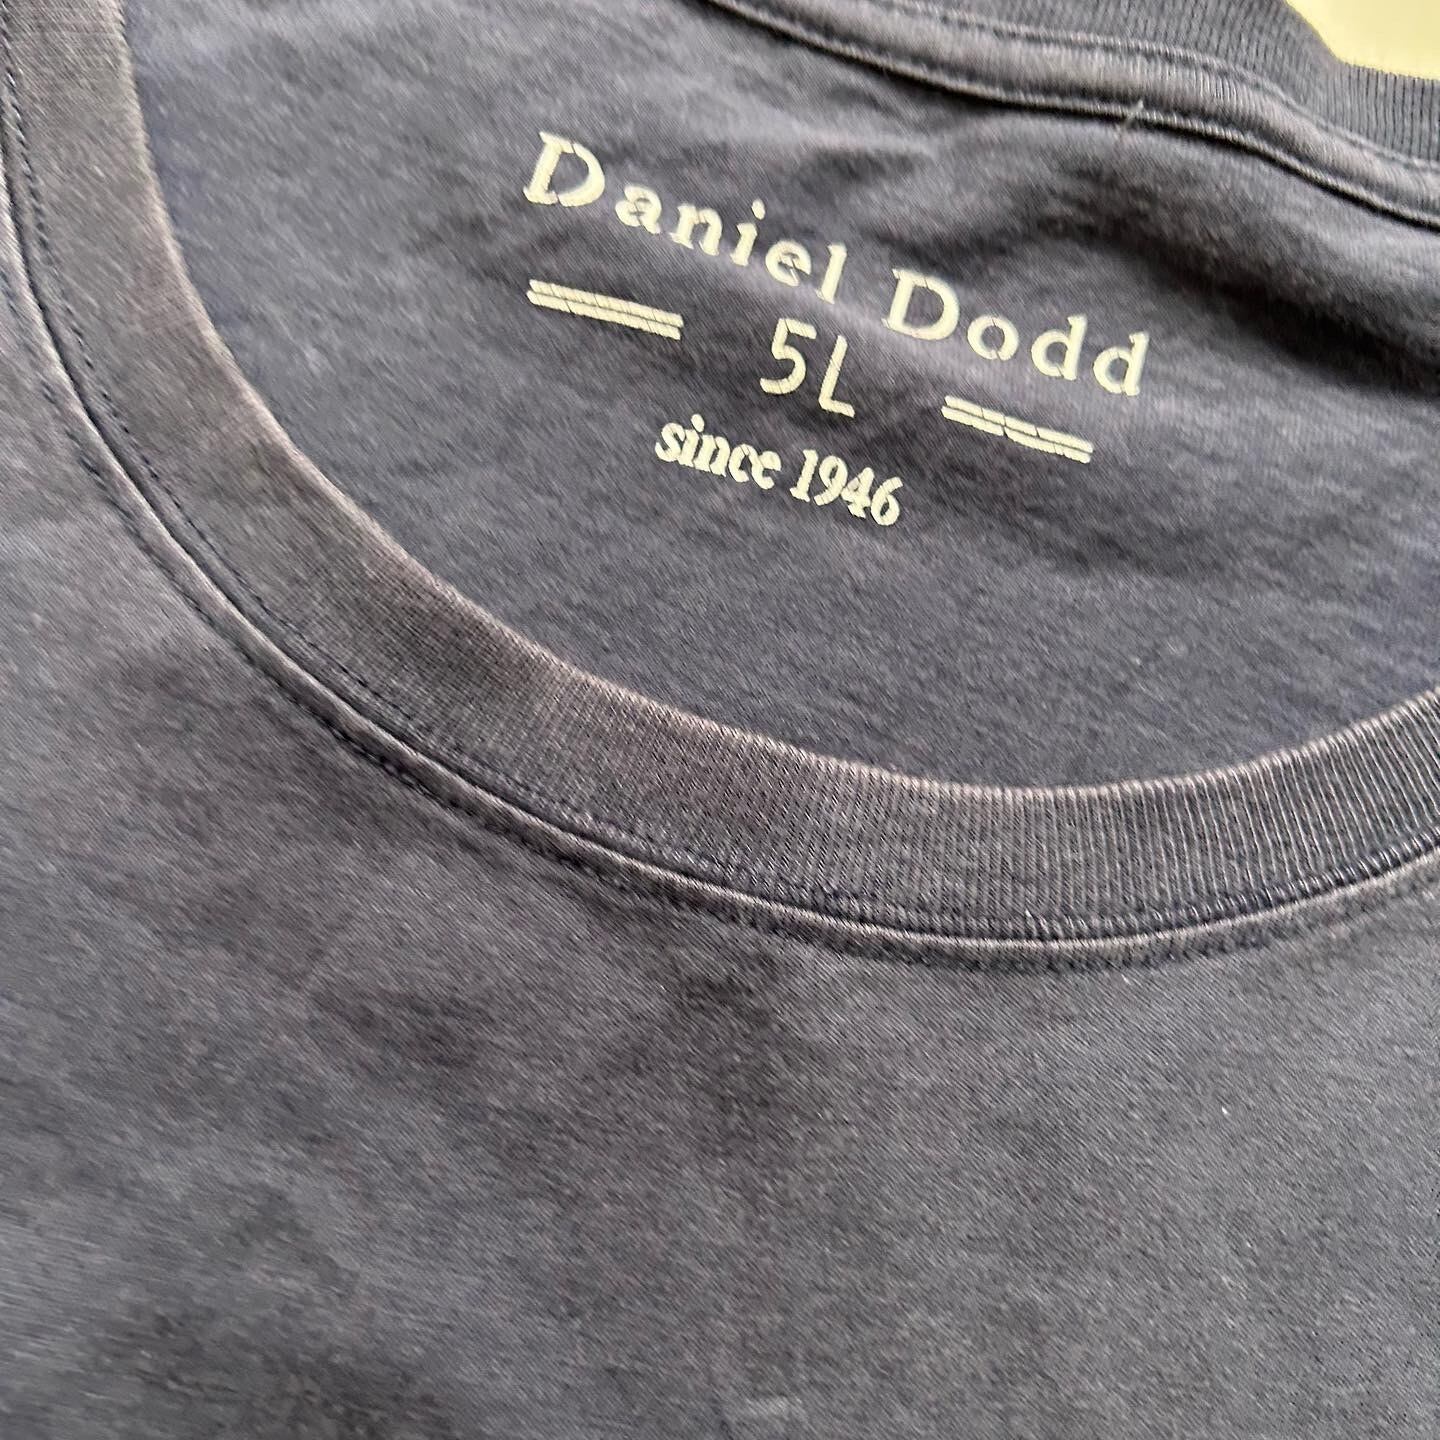 Daniel Dodd
5L
since 1946